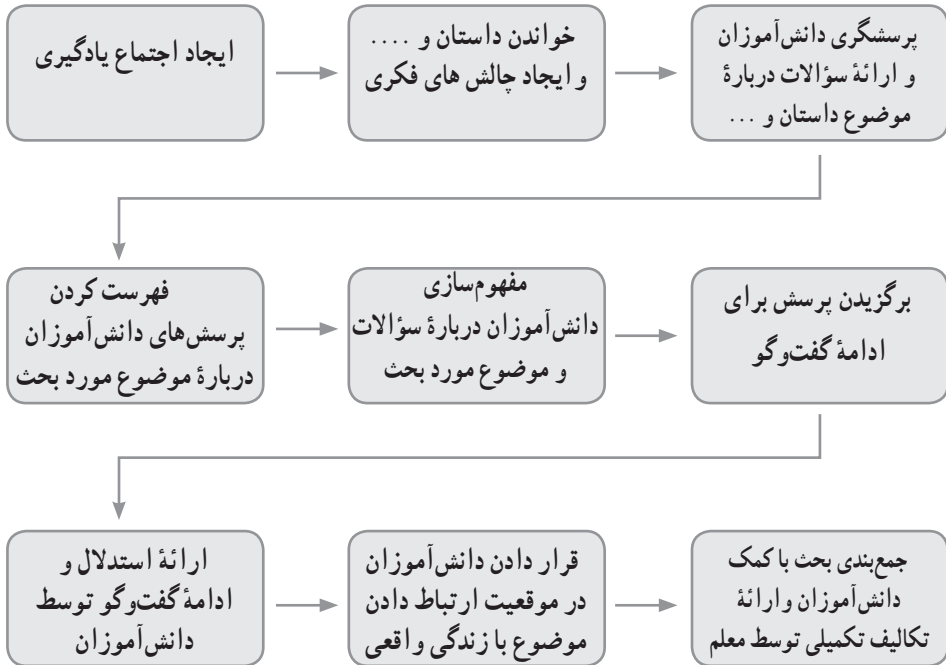 ایجاد اجتماع یادگیری
خواندن داستان و ....
و ایجاد چالش های فکری
پرسشگری دانش‌آموزان
و ارائهٔ سؤالات دربارهٔ
موضوع داستان و ...
فهرست کردن
پرسش‌های دانش‌آموزان
دربارهٔ موضوع مورد بحث
مفهوم‌سازی
دانش‌آموزان دربارهٔ سؤالات
و موضوع مورد بحث
برگزیدن پرسش برای
ادامهٔ گفت‌وگو
ارائهٔ استدلال و
ادامهٔ گفت‌وگو توسط
دانش‌آموزان
قرار دادن دانش‌آموزان
در موقعیت ارتباط دادن
موضوع با زندگی واقعی
جمع‌بندی بحث با کمک
دانش‌آموزان و ارائهٔ
تکالیف تکمیلی توسط معلم